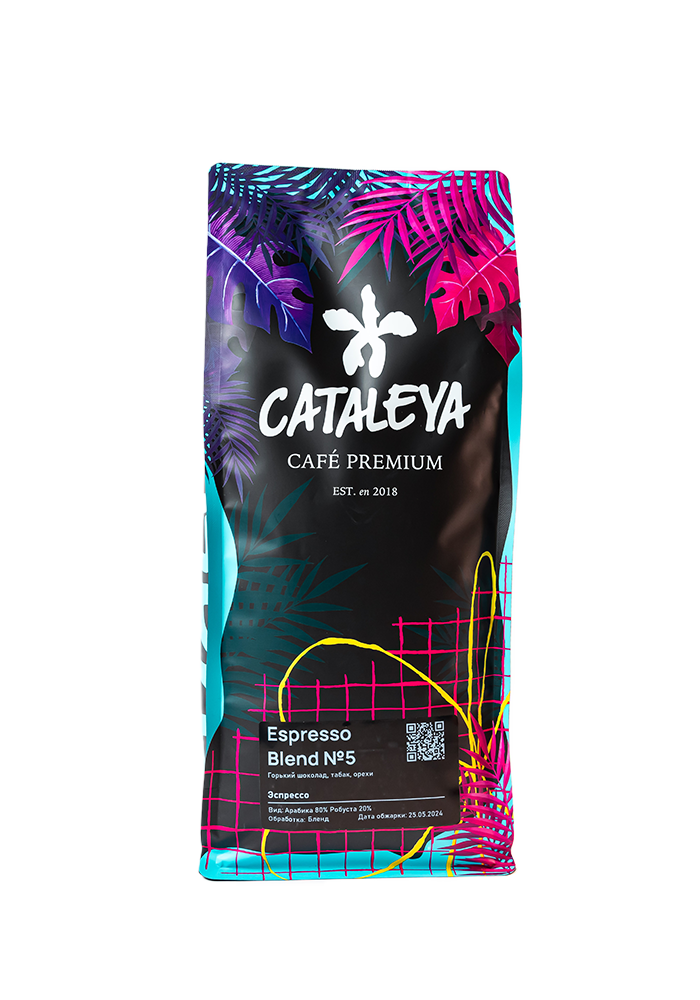 CATALEYA
CAFÉ PREMIUM
EST. en 2018
Espresso
Blend №5
Горький шоколад, табак, орехи
Эспрессо
Вид: Арабика 80% Робуста 20%
Обработка: Бленд Дата обжарки: 25.05.2024